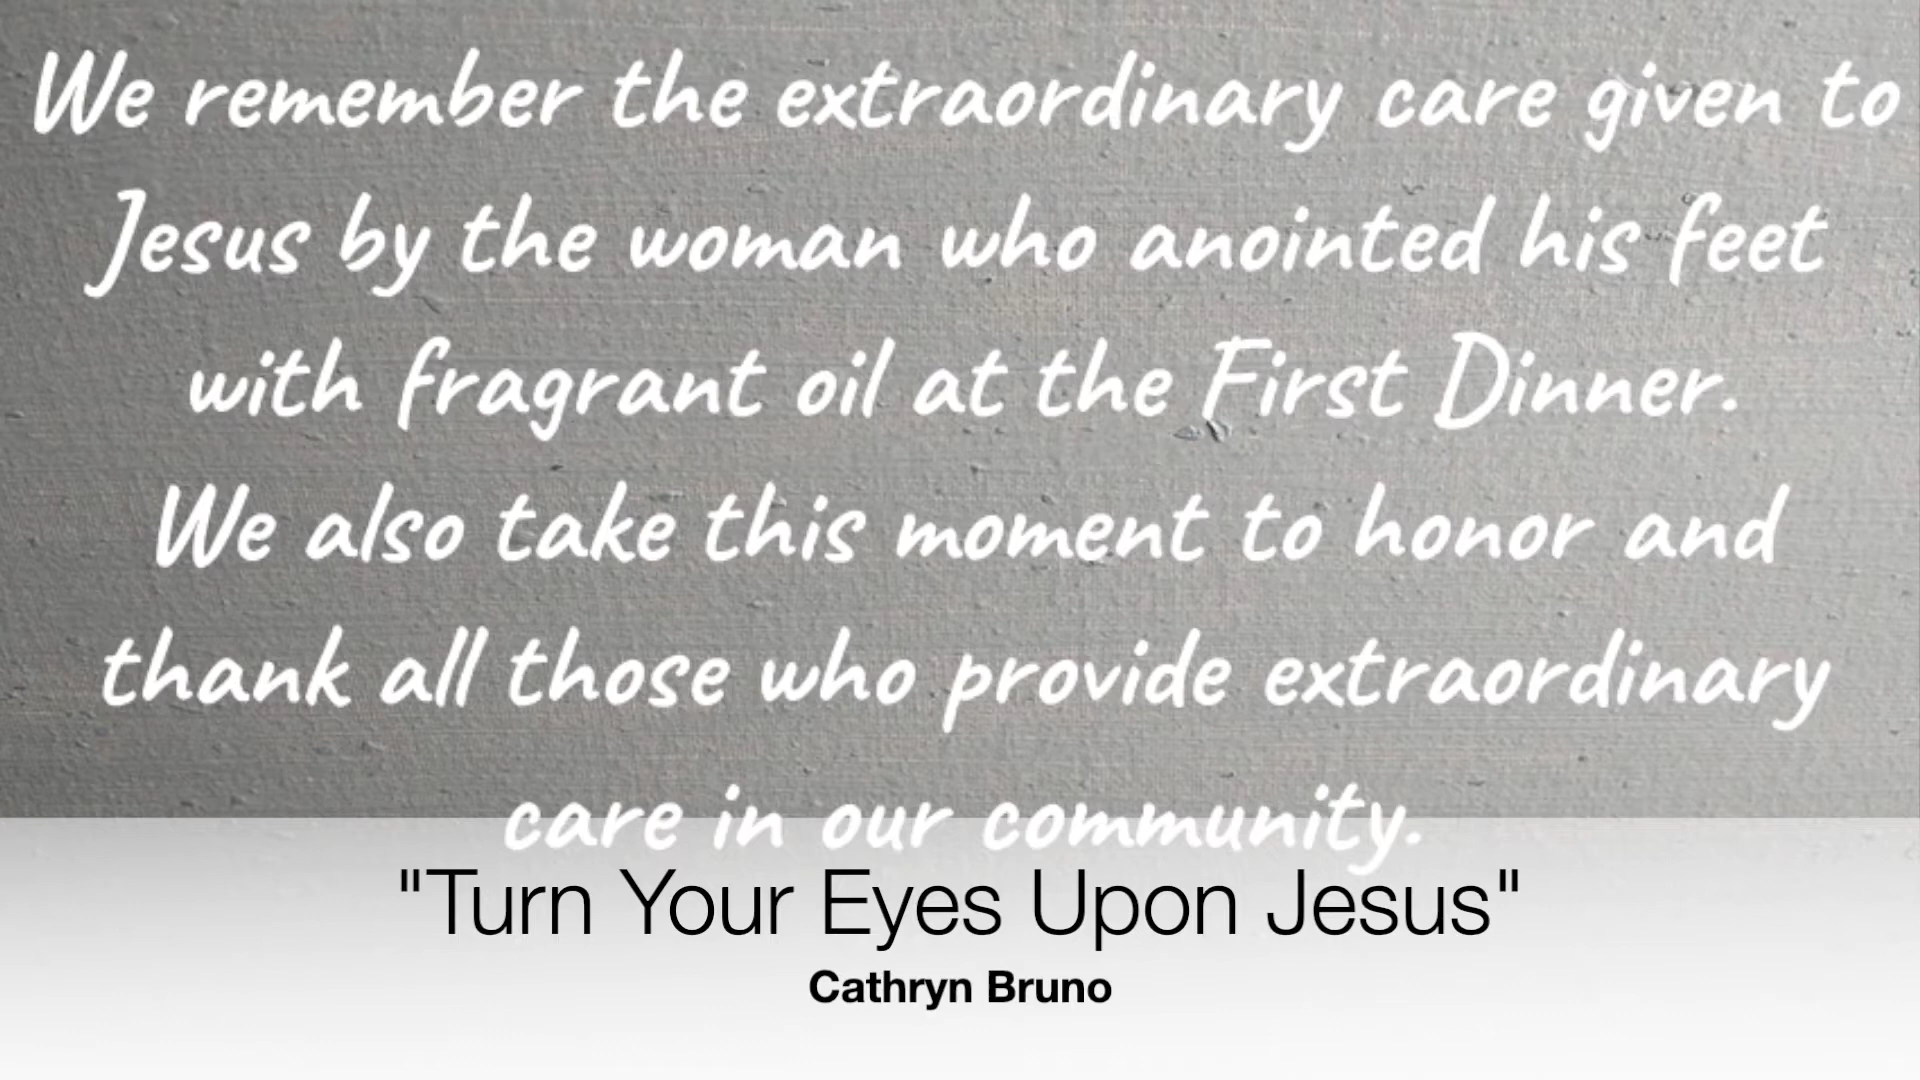 We remember the extraordinary care given to
Jesus by the woman who anointed his feet
with fragrant oil at the First Dinner.
We also take this moment to honor and
thank all those who provide extraordinary
care in our community.
"Turn Your Eyes Upon Jesus"
Cathryn Bruno